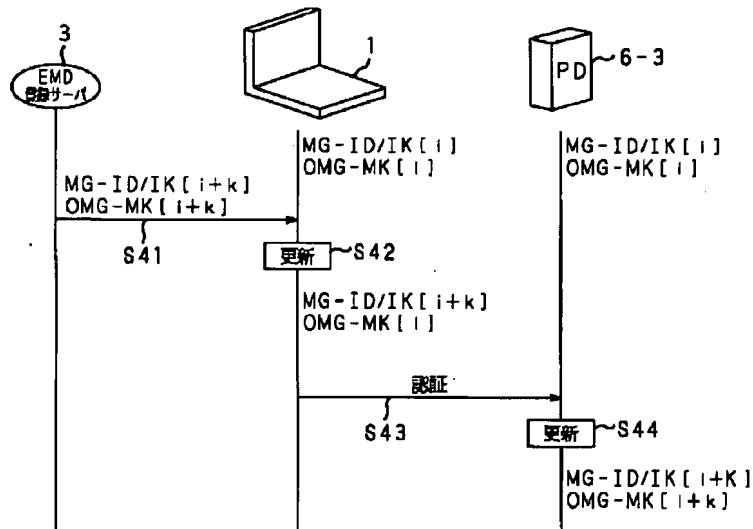 3
EMD
登録サーバ
1
PD
6-3
MG-ID/IK[i]
OMG-MK[i]
MG-ID/IK[i]
OMG-MK[i]
MG-ID/IK[i+k]
OMG-MK[i+k]
S41
更新
S42
MG-ID/IK[i+k]
OMG-MK[i]
認証
S43
更新
S44
MG-ID/IK[i+K]
OMG-MK[i+k]